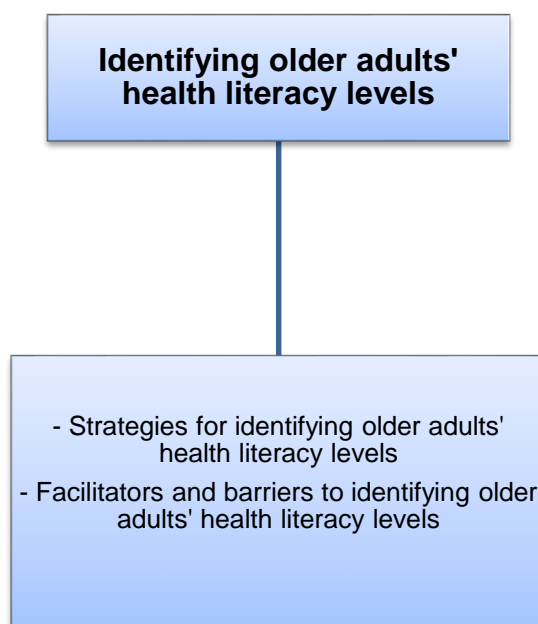 Identifying older adults'
health literacy levels
- Strategies for identifying older adults'
health literacy levels
- Facilitators and barriers to identifying older
adults' health literacy levels